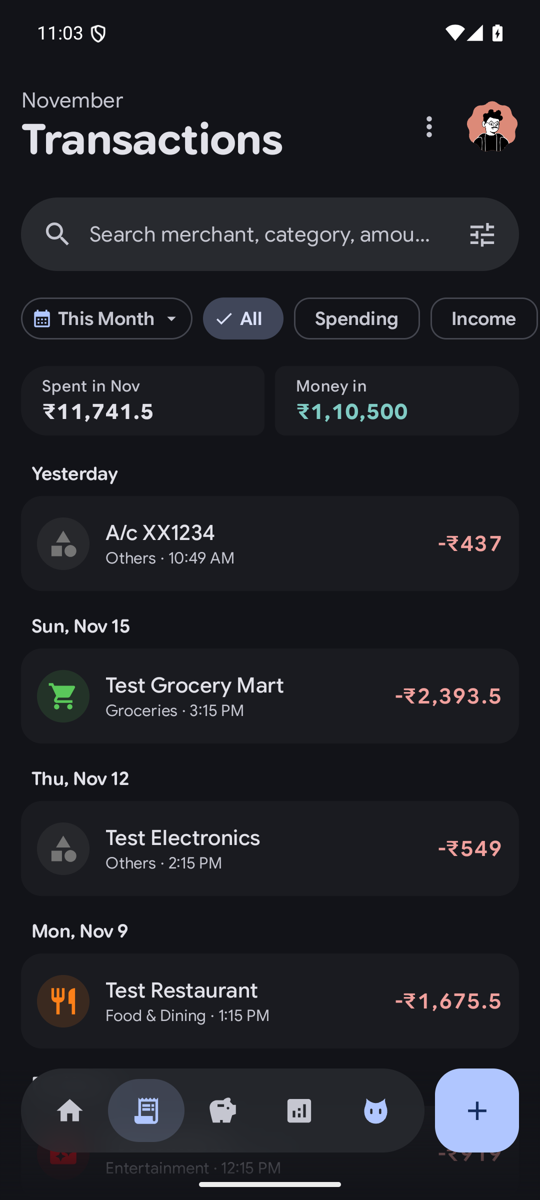 11:03
November
Transactions
Search merchant, category, amou...
This Month
All
Spending
Income
Spent in Nov
₹11,741.5
Money in
₹1,10,500
Yesterday
A/c XX1234
Others · 10:49 AM
-₹437
Sun, Nov 15
Test Grocery Mart
Groceries · 3:15 PM
-₹2,393.5
Thu, Nov 12
Test Electronics
Others · 2:15 PM
-₹549
Mon, Nov 9
Test Restaurant
Food & Dining · 1:15 PM
-₹1,675.5
Entertainment · 12:15 PM